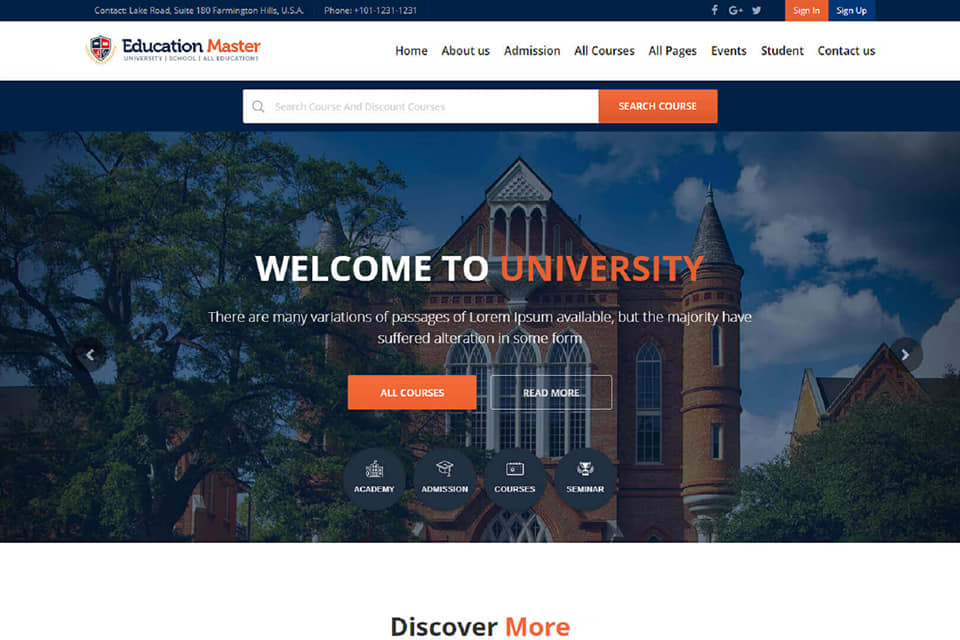 Contact: Lake Road, Suite 180 Farmington Hills, U.S.A. Phone: +101-1231-1231 Sign In Sign Up
Education Master
UNIVERSITY | SCHOOL | ALL EDUCATIONS
Home About us Admission All Courses All Pages Events Student Contact us
Search Course And Discount Courses SEARCH COURSE
WELCOME TO UNIVERSITY
There are many variations of passages of Lorem Ipsum available, but the majority have
suffered alteration in some form
ALL COURSES READ MORE
ACADEMY ADMISSION COURSES SEMINAR
Discover More